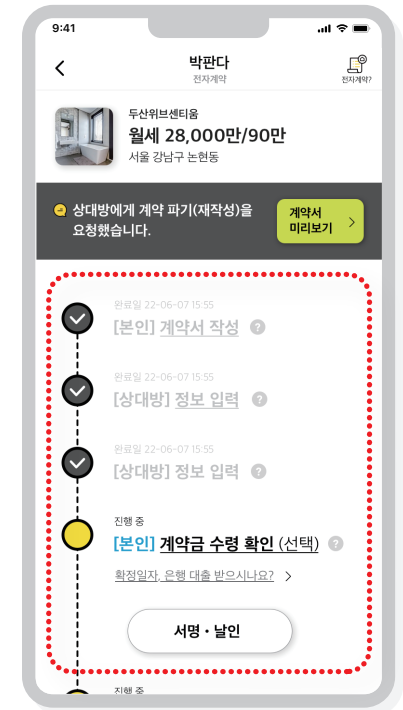 9:41
박판다
전자계약
전자계약?
두산위브센티움
월세 28,000만/90만
서울 강남구 논현동
상대방에게 계약 파기(재작성)을
요청했습니다.
계약서
미리보기
완료일 22-06-07 15:55
[본인] 계약서 작성 ?
완료일 22-06-07 15:55
[상대방] 정보 입력 ?
완료일 22-06-07 15:55
[상대방] 정보 입력 ?
진행 중
[본인] 계약금 수령 확인 (선택) ?
확정일자, 은행 대출 받으시나요?
서명 • 날인
진행 중